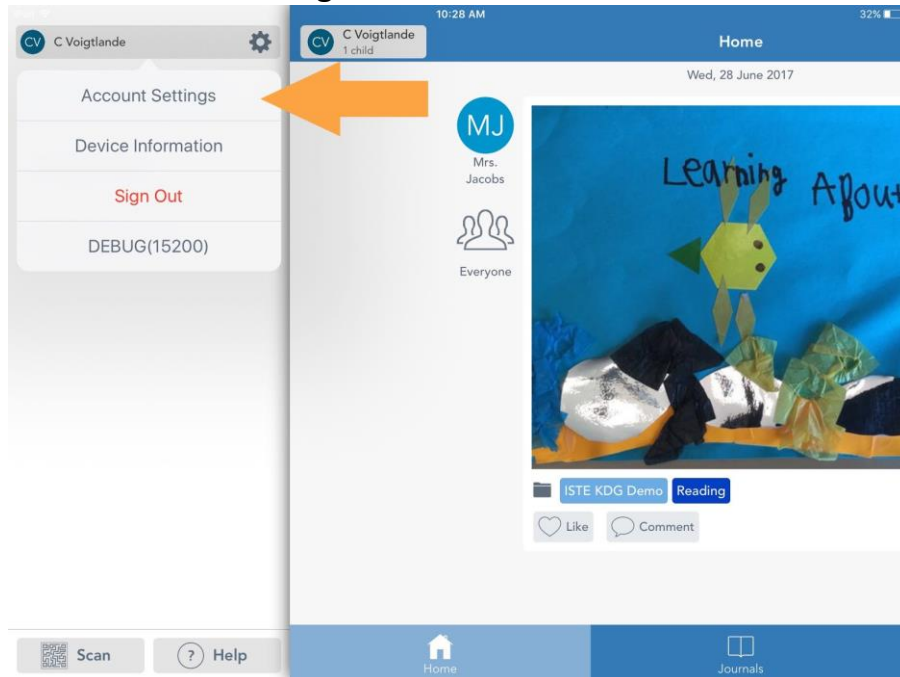 10:28 AM
32%
CV C Voigtlande
Account Settings
Device Information
Sign Out
DEBUG(15200)
Scan
? Help
CV C Voigtlande
1 child
Home
Wed, 28 June 2017
MJ
Mrs.
Jacobs
Everyone
Learning About
ISTE KDG Demo Reading
Like Comment
Home
Journals